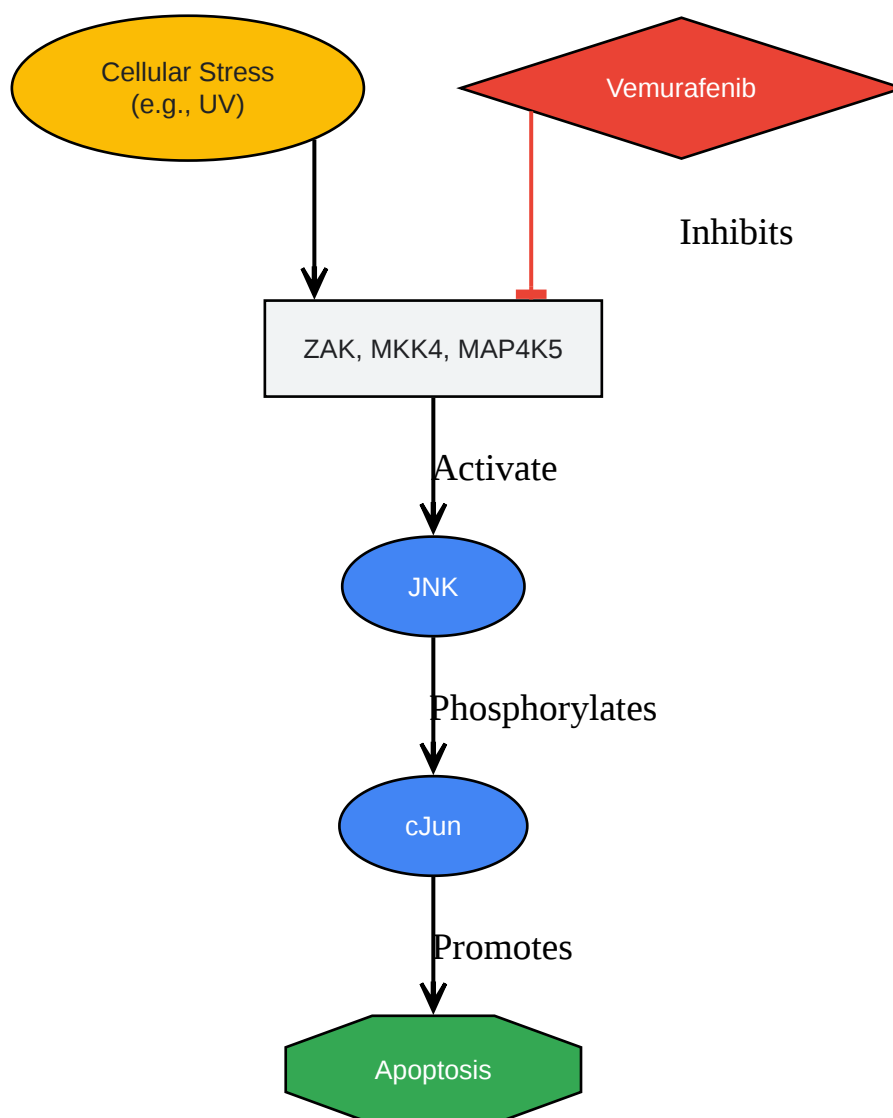 Cellular Stress
(e.g., UV)
Vemurafenib
Inhibits
ZAK, MKK4, MAP4K5
Activate
JNK
Phosphorylates
cJun
Promotes
Apoptosis